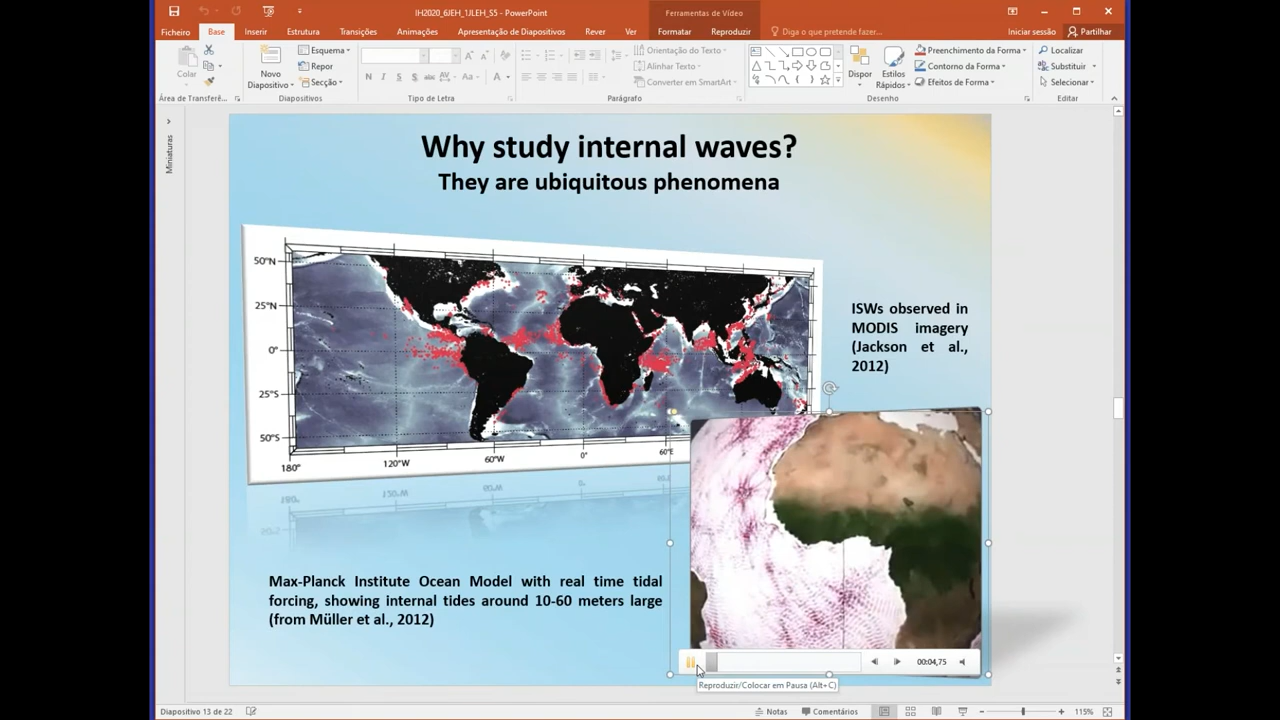 IH2020_6JEH_1JLEH_S5 - PowerPoint
Ferramentas de Vídeo
Ficheiro
Base
Inserir
Estrutura
Transições
Animações
Apresentação de Diapositivos
Rever
Ver
Formatar
Reproduzir
Diga o que pretende fazer...
Iniciar sessão
Partilhar
Colar
Novo
Diapositivo
Esquema
Repor
Secção
N I S S abc AV Aa A
Orientação do Texto
Alinhar Texto
Converter em SmartArt
Dispor
Estilos
Rápidos
Preenchimento da Forma
Contorno da Forma
Efeitos de Forma
Localizar
Substituir
Selecionar
Área de Transferê...
Diapositivos
Tipo de Letra
Parágrafo
Desenho
Editar
Miniaturas
Why study internal waves?
They are ubiquitous phenomena
50°N
25°N
0°
25°S
50°S
180°
120°W
60°W
0°
60°E
ISWs observed in
MODIS imagery
(Jackson et al.,
2012)
Max-Planck Institute Ocean Model with real time tidal
forcing, showing internal tides around 10-60 meters large
(from Müller et al., 2012)
00:04,75
Reproduzir/Colocar em Pausa (Alt+C)
Diapositivo 13 de 22
Notas
Comentários
115%